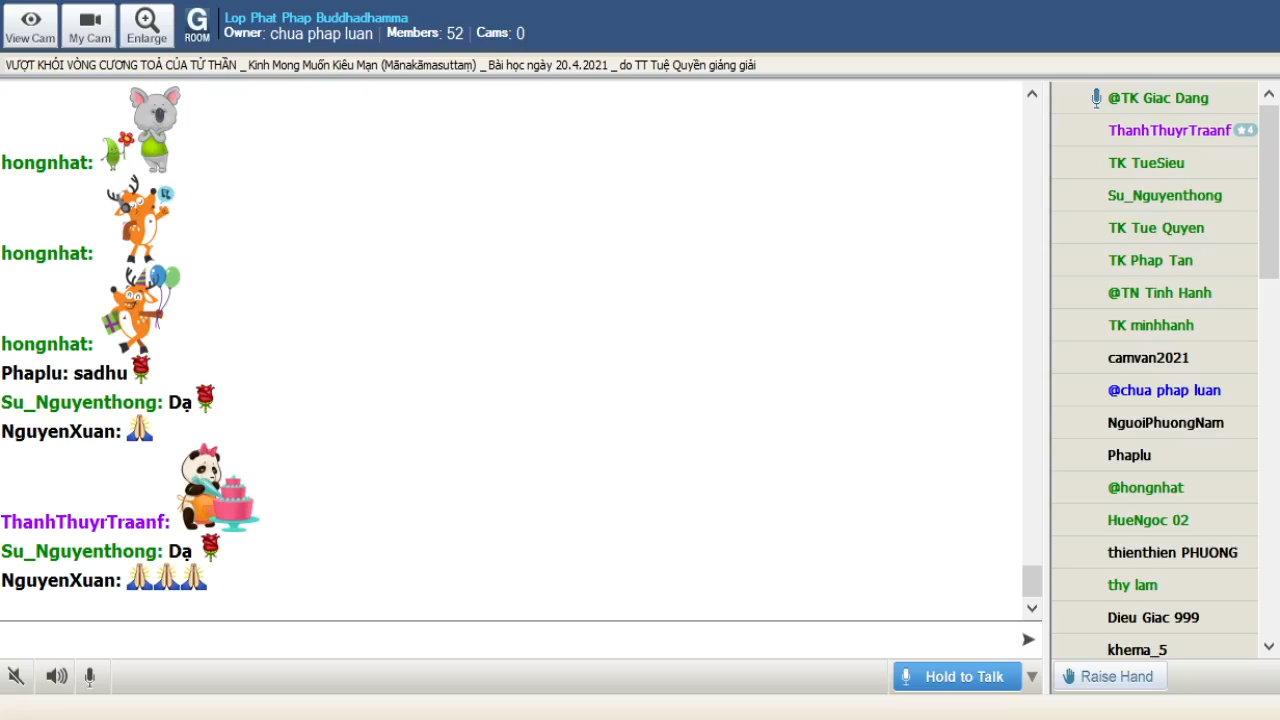 View Cam
My Cam
Enlarge
G
ROOM
Lop Phat Phap Buddhadhamma
Owner: chua phap luan | Members: 52 | Cams: 0
VƯỢT KHỎI VÒNG CƯƠNG TOẢ CỦA TỬ THẦN _ Kinh Mong Muốn Kiêu Mạn (Mānakāmasuttaṃ) _ Bài học ngày 20.4.2021 _ do TT Tuệ Quyền giảng giải
hongnhat:
hongnhat:
hongnhat:
Phaplu: sadhu
Su_Nguyenthong: Dạ
NguyenXuan:
ThanhThuyrTraanf:
Su_Nguyenthong: Dạ
NguyenXuan:
@TK Giac Dang
ThanhThuyrTraanf ★4
TK TueSieu
Su_Nguyenthong
TK Tue Quyen
TK Phap Tan
@TN Tinh Hanh
TK minhhanh
camvan2021
@chua phap luan
NguoiPhuongNam
Phaplu
@hongnhat
HueNgoc 02
thienthien PHUONG
thy lam
Dieu Giac 999
khema_5
Hold to Talk
Raise Hand